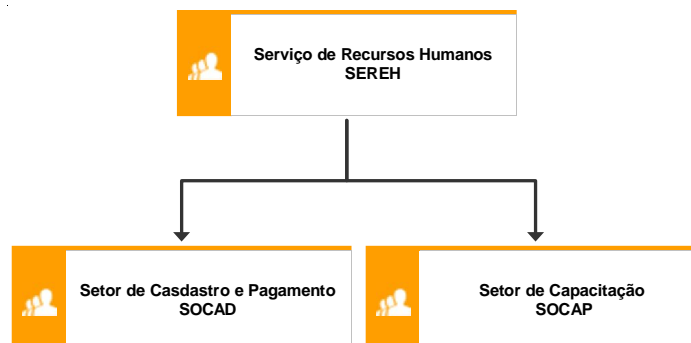 Serviço de Recursos Humanos
SEREH
Setor de Casdastro e Pagamento
SOCAD
Setor de Capacitação
SOCAP